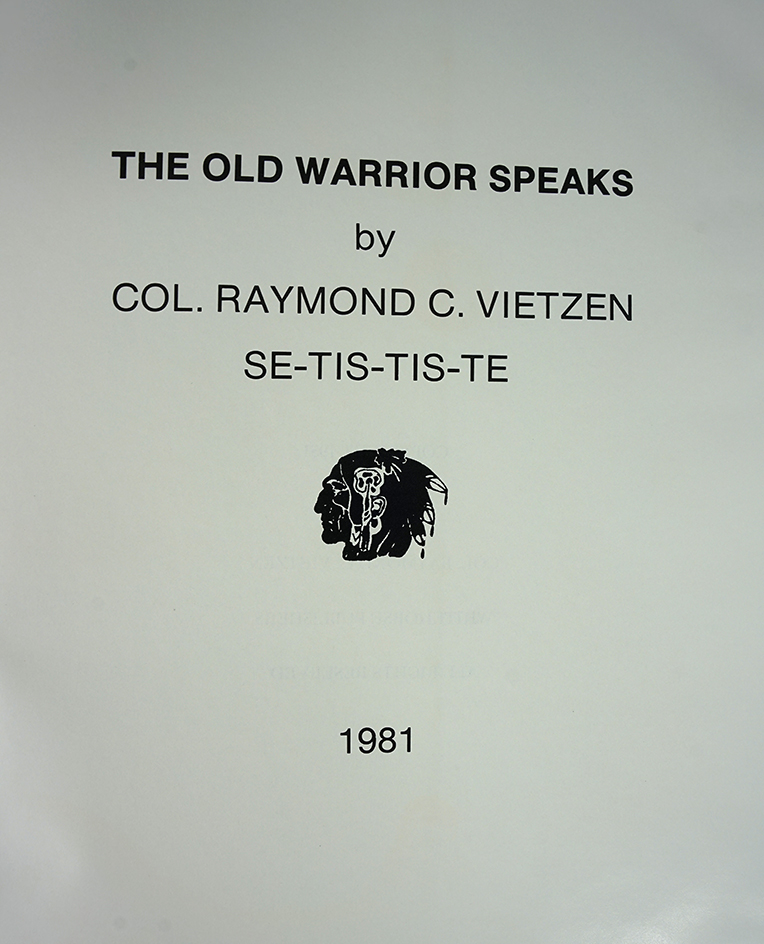 THE OLD WARRIOR SPEAKS
by
COL. RAYMOND C. VIETZEN
SE-TIS-TIS-TE
1981